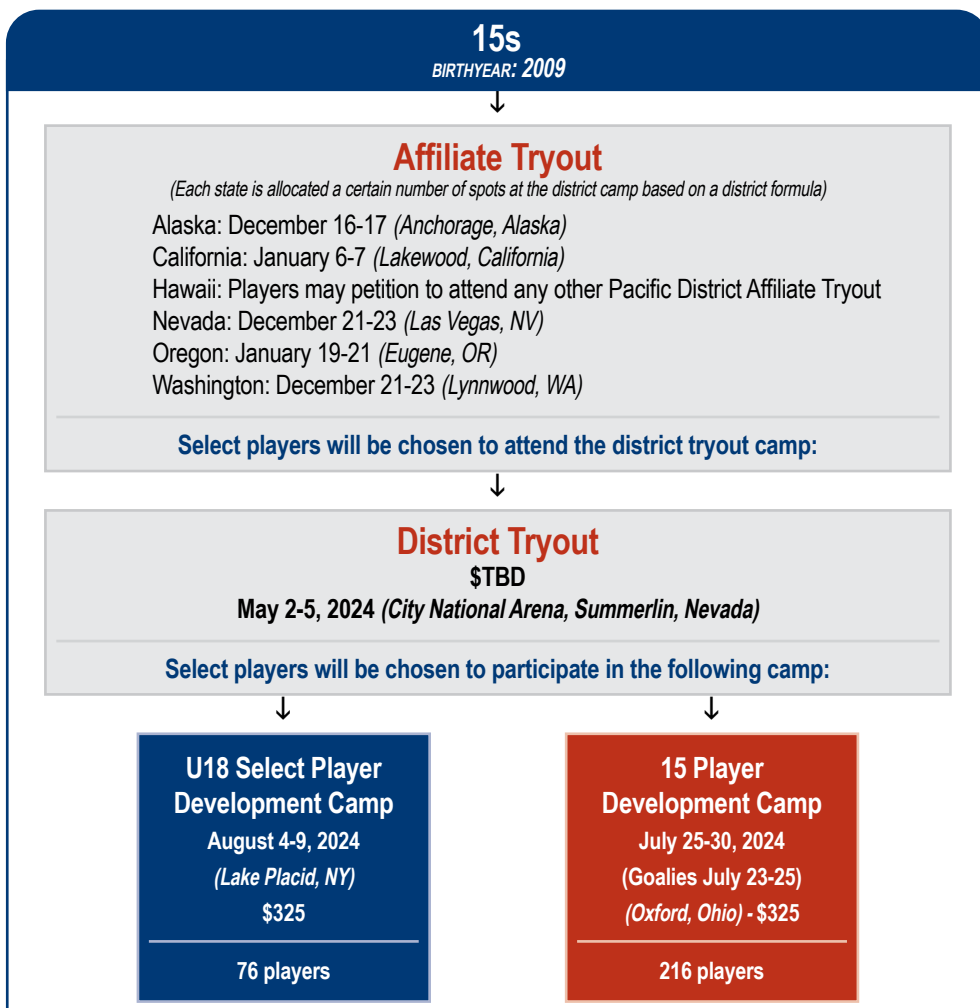 15s
BIRTHYEAR: 2009
↓
Affiliate Tryout
(Each state is allocated a certain number of spots at the district camp based on a district formula)
Alaska: December 16-17 (Anchorage, Alaska)
California: January 6-7 (Lakewood, California)
Hawaii: Players may petition to attend any other Pacific District Affiliate Tryout
Nevada: December 21-23 (Las Vegas, NV)
Oregon: January 19-21 (Eugene, OR)
Washington: December 21-23 (Lynnwood, WA)
Select players will be chosen to attend the district tryout camp:
↓
District Tryout
$TBD
May 2-5, 2024 (City National Arena, Summerlin, Nevada)
Select players will be chosen to participate in the following camp:
↓
U18 Select Player
Development Camp
August 4-9, 2024
(Lake Placid, NY)
$325
76 players
↓
15 Player
Development Camp
July 25-30, 2024
(Goalies July 23-25)
(Oxford, Ohio) - $325
216 players